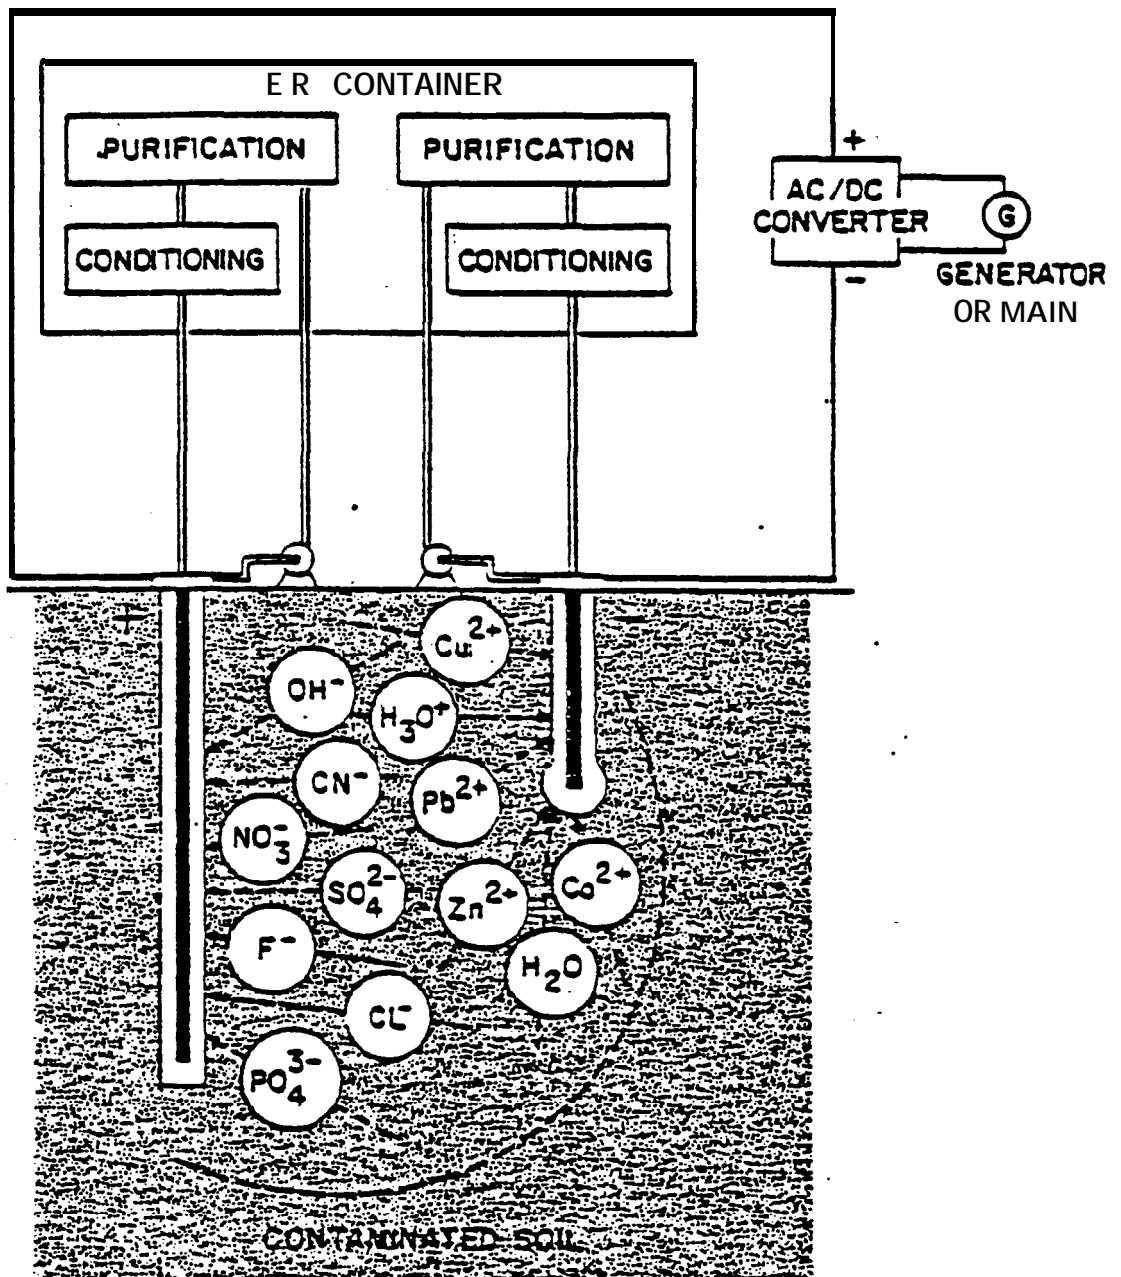 ER CONTAINER
PURIFICATION
PURIFICATION
CONDITIONING
CONDITIONING
+
AC/DC
CONVERTER
-
G
GENERATOR
OR MAIN
+
-
Cu²⁺
OH⁻
H₃O⁺
CN⁻
Pb²⁺
NO₃⁻
SO₄²⁻
Zn²⁺
Co²⁺
F⁻
H₂O
CL⁻
PO₄³⁻
CONTAMINATED SOIL